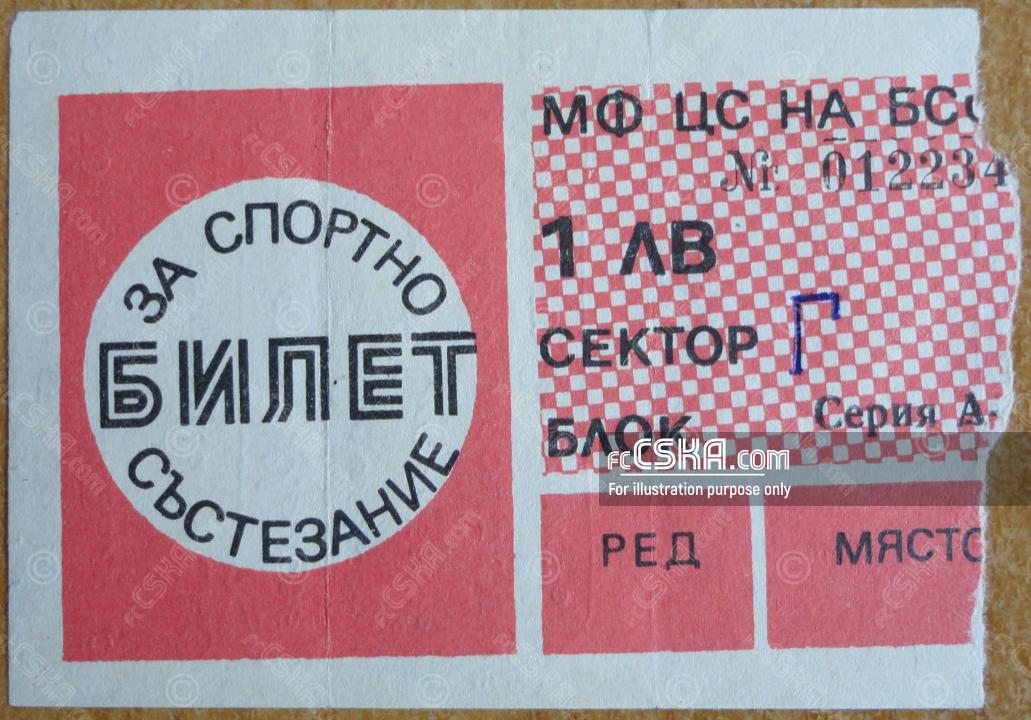 ЗА СПОРТНО
БИЛЕТ
СЪСТЕЗАНИЕ
МФ ЦС НА БС
№ 012234
1 ЛВ
СЕКТОР Г
Серия А.
БЛОК
fcCSKA.com
For illustration purpose only
РЕД
МЯСТО